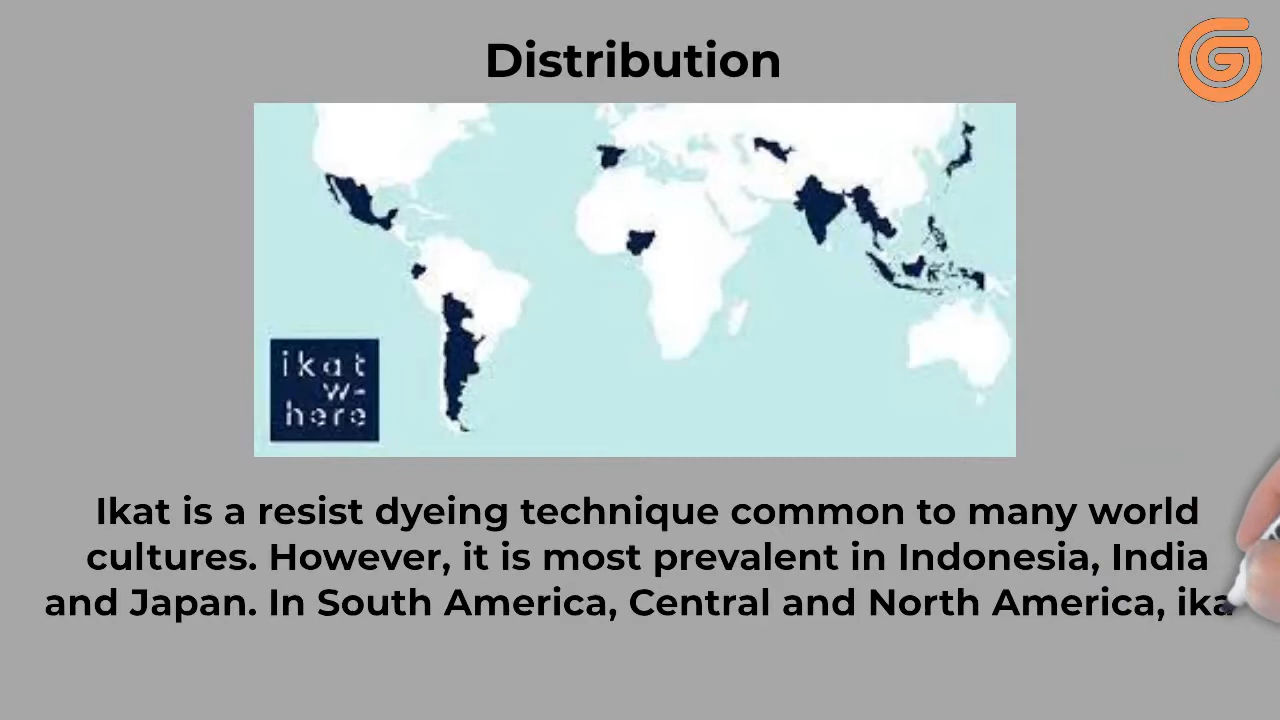 Distribution
ikat
w-
here
Ikat is a resist dyeing technique common to many world
cultures. However, it is most prevalent in Indonesia, India
and Japan. In South America, Central and North America, ika